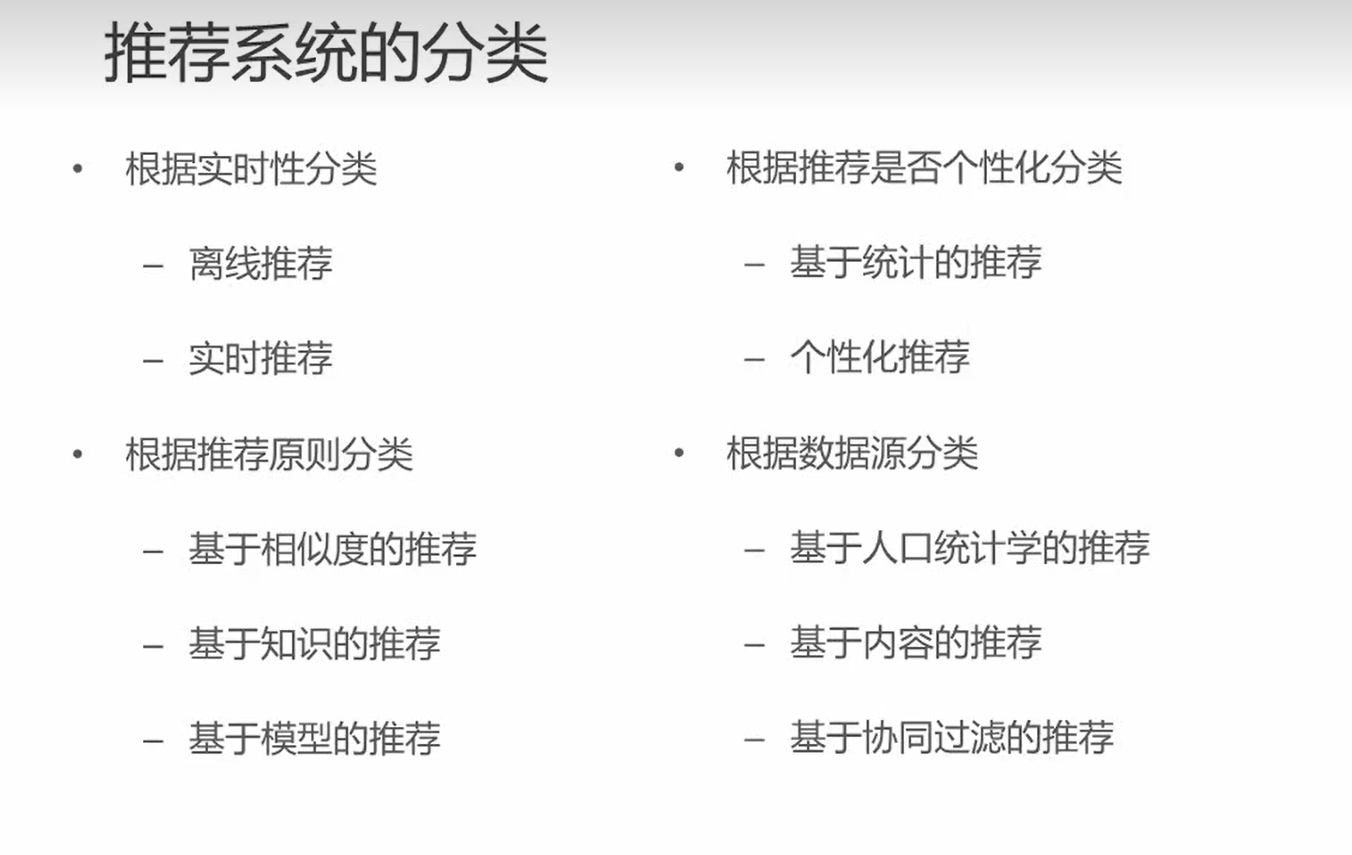 推荐系统的分类
• 根据实时性分类
– 离线推荐
– 实时推荐
• 根据推荐原则分类
– 基于相似度的推荐
– 基于知识的推荐
– 基于模型的推荐
• 根据推荐是否个性化分类
– 基于统计的推荐
– 个性化推荐
• 根据数据源分类
– 基于人口统计学的推荐
– 基于内容的推荐
– 基于协同过滤的推荐